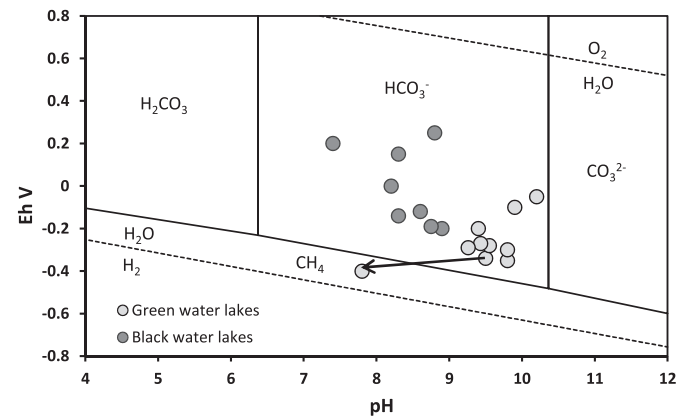 Eh V
0.8
0.6
0.4
0.2
0
-0.2
-0.4
-0.6
-0.8
O₂
H₂O
HCO₃⁻
H₂CO₃
CO₃²⁻
H₂O
H₂
CH₄
Green water lakes
Black water lakes
4 5 6 7 8 9 10 11 12
pH